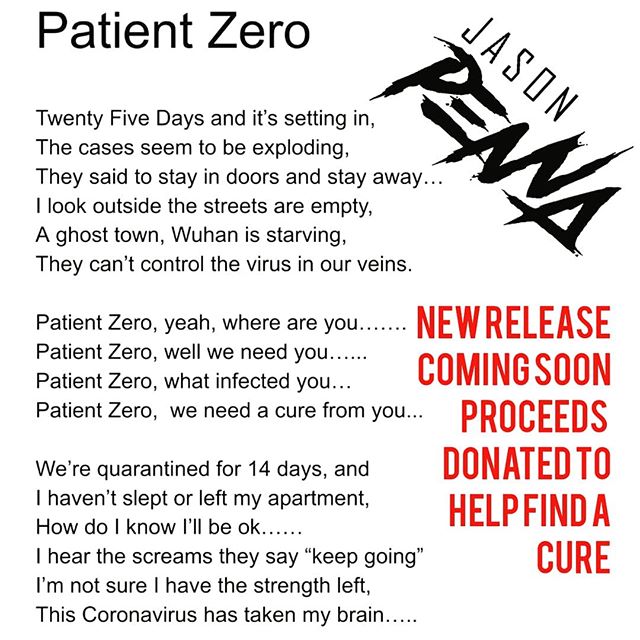 Patient Zero
JASON
PENNA
Twenty Five Days and it’s setting in,
The cases seem to be exploding,
They said to stay in doors and stay away…
I look outside the streets are empty,
A ghost town, Wuhan is starving,
They can’t control the virus in our veins.
Patient Zero, yeah, where are you…….
Patient Zero, well we need you…...
Patient Zero, what infected you…
Patient Zero,  we need a cure from you...
NEW RELEASE
COMING SOON
PROCEEDS
DONATED TO
HELP FIND A
CURE
We’re quarantined for 14 days, and
I haven’t slept or left my apartment,
How do I know I’ll be ok……
I hear the screams they say “keep going”
I’m not sure I have the strength left,
This Coronavirus has taken my brain…..